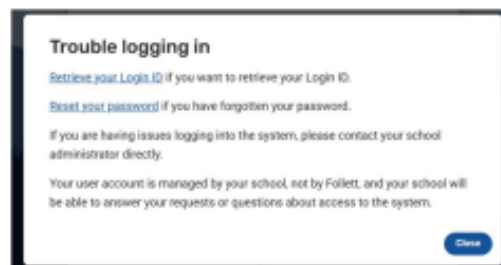 Trouble logging in
Retrieve your Login ID if you want to retrieve your Login ID.
Reset your password if you have forgotten your password.
If you are having issues logging into the system, please contact your school
administrator directly.
Your user account is managed by your school, not by Follett, and your school will
be able to answer your requests or questions about access to the system.
Close